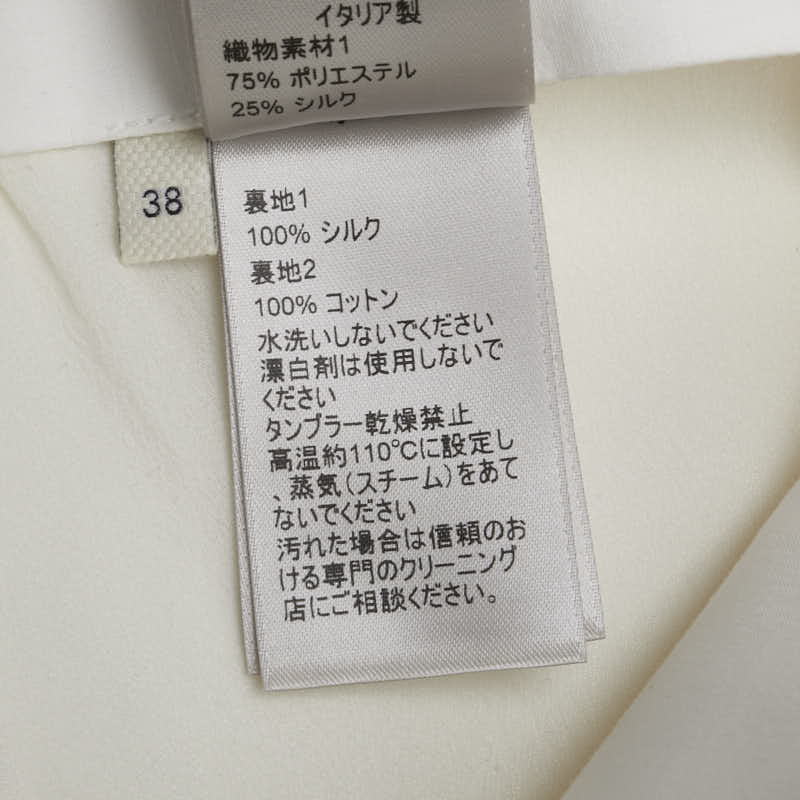 イタリア製
織物素材1
75% ポリエステル
25% シルク
38
裏地1
100% シルク
裏地2
100% コットン
水洗いしないでください
漂白剤は使用しないで
ください
タンブラー乾燥禁止
高温約110℃に設定し
、蒸気(スチーム)をあて
ないでください
汚れた場合は信頼のお
ける専門のクリーニング
店にご相談ください。